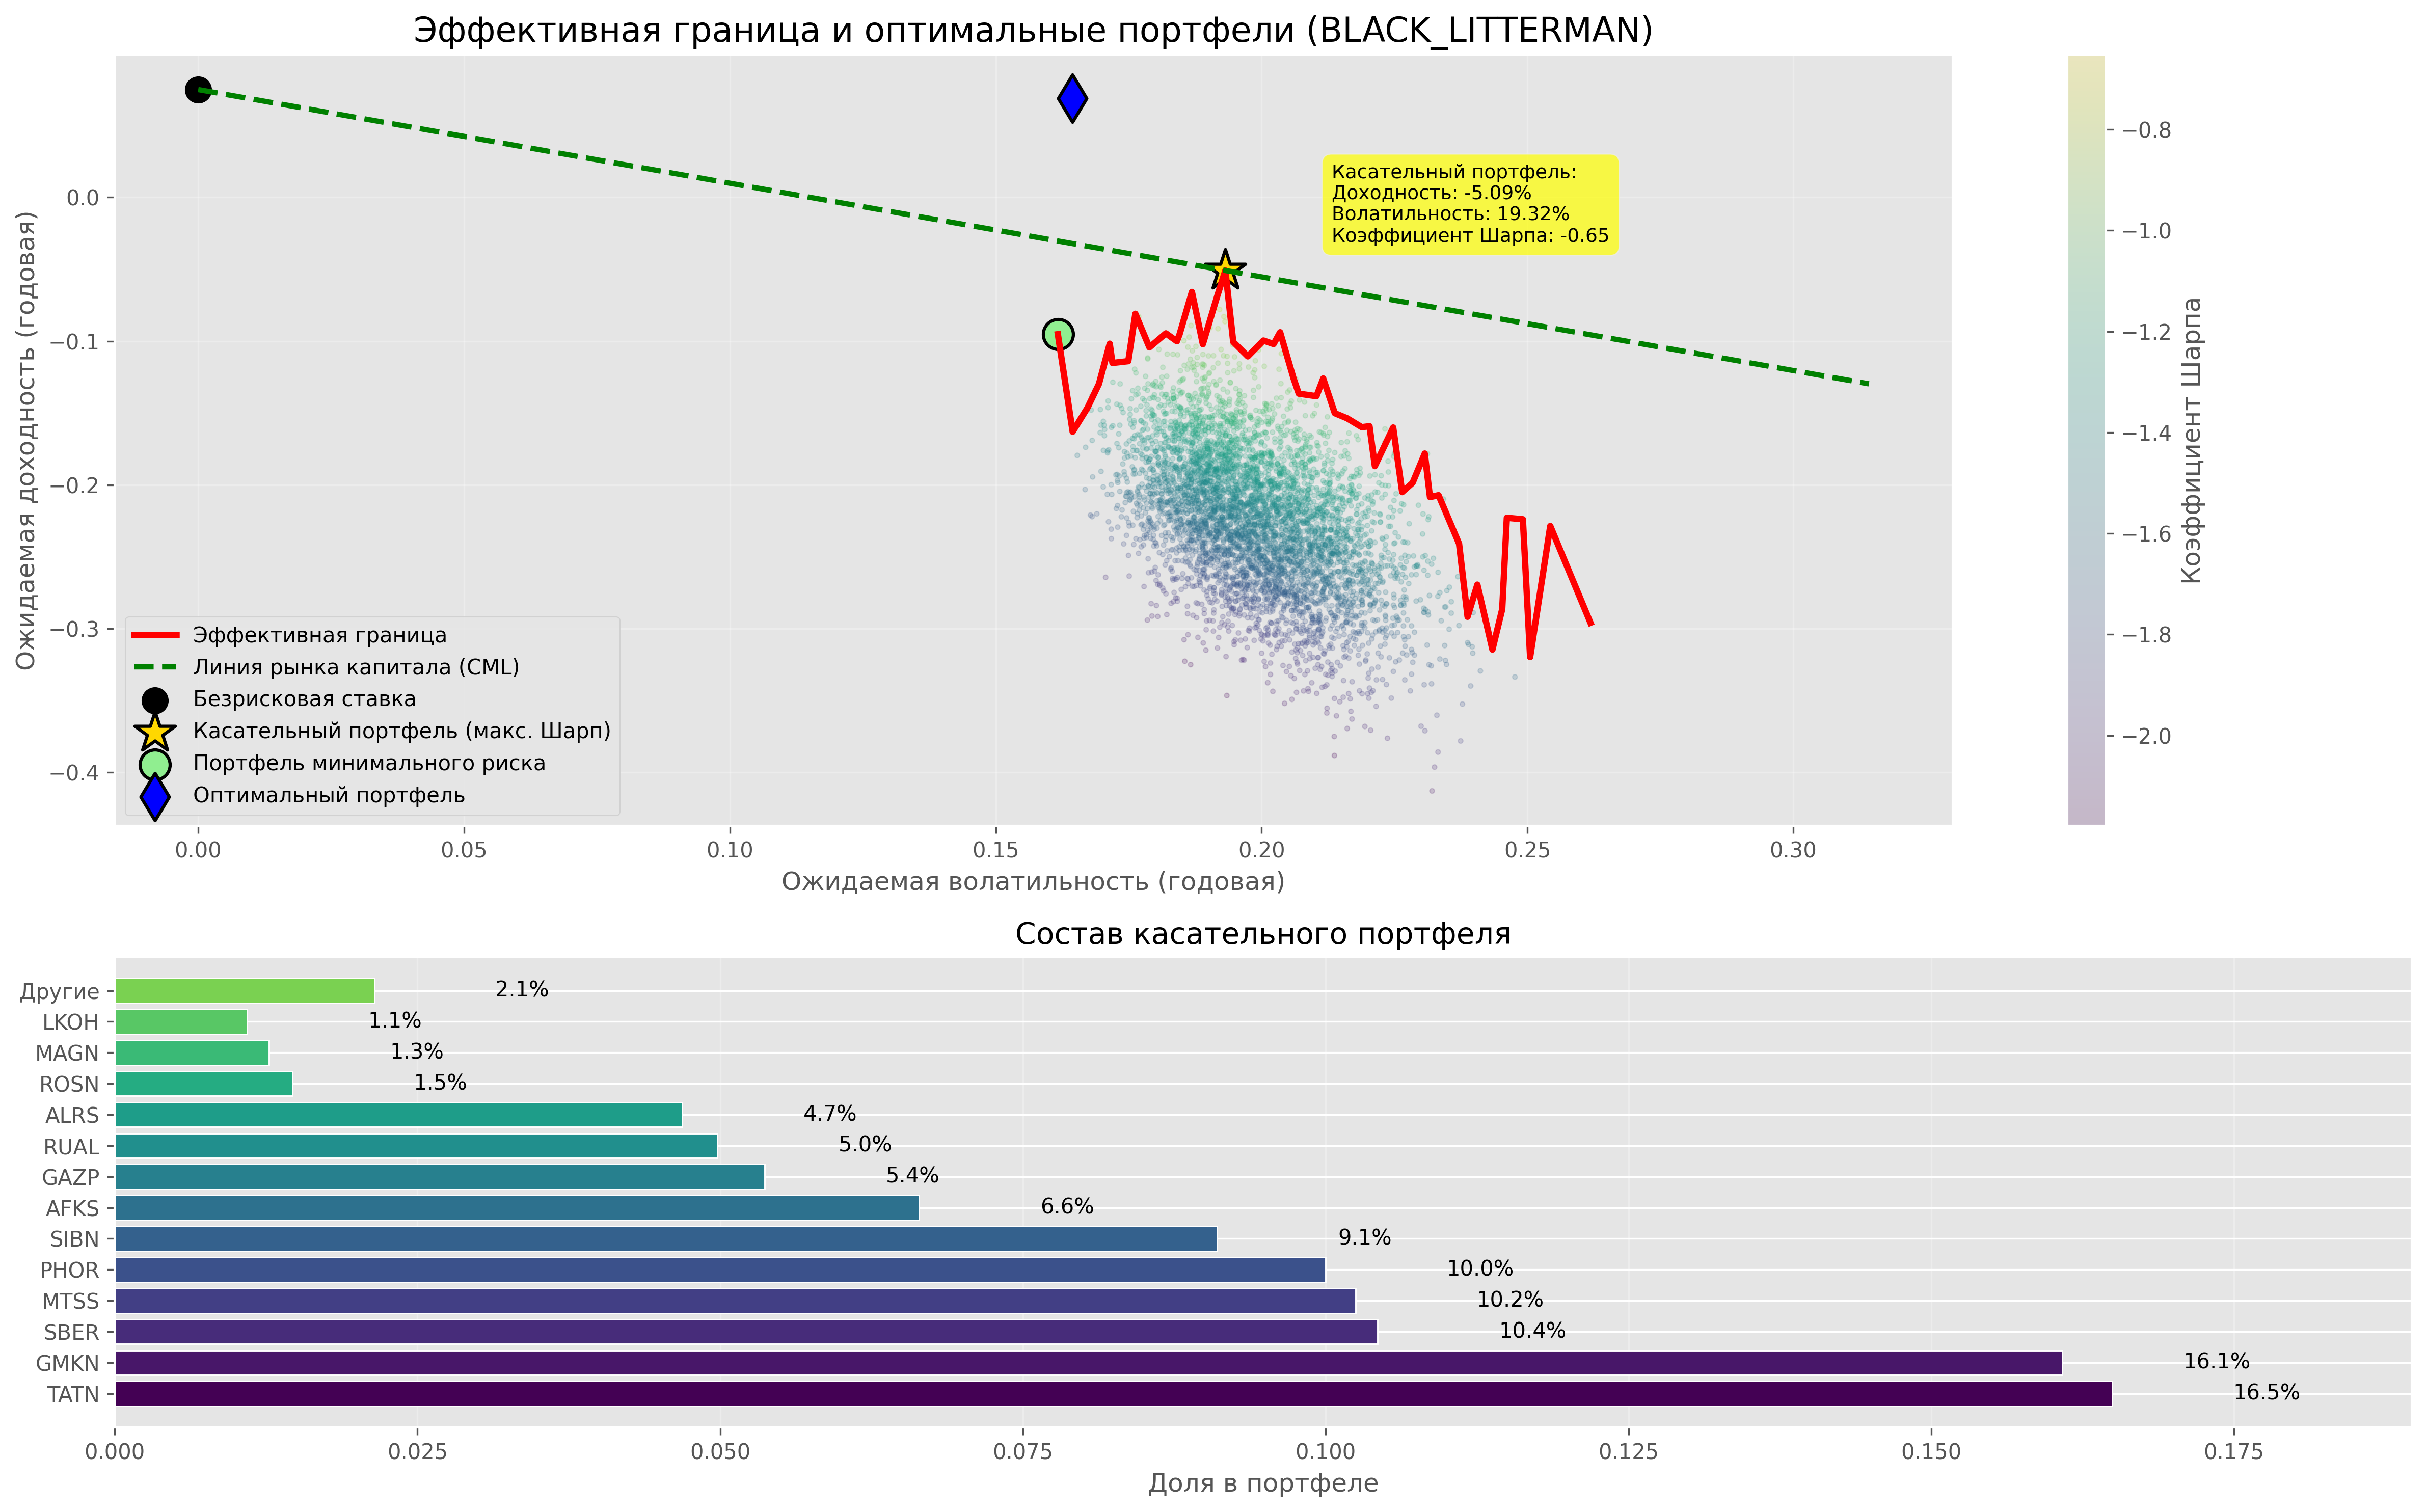 Эффективная граница и оптимальные портфели (BLACK_LITTERMAN)
Ожидаемая доходность (годовая)
0.0
−0.1
−0.2
−0.3
−0.4
Касательный портфель:
Доходность: -5.09%
Волатильность: 19.32%
Коэффициент Шарпа: -0.65
Эффективная граница
Линия рынка капитала (CML)
Безрисковая ставка
Касательный портфель (макс. Шарп)
Портфель минимального риска
Оптимальный портфель
0.00 0.05 0.10 0.15 0.20 0.25 0.30
Ожидаемая волатильность (годовая)
−0.8
−1.0
−1.2
−1.4
−1.6
−1.8
−2.0
Коэффициент Шарпа
Состав касательного портфеля
Другие 2.1%
LKOH 1.1%
MAGN 1.3%
ROSN 1.5%
ALRS 4.7%
RUAL 5.0%
GAZP 5.4%
AFKS 6.6%
SIBN 9.1%
PHOR 10.0%
MTSS 10.2%
SBER 10.4%
GMKN 16.1%
TATN 16.5%
0.000 0.025 0.050 0.075 0.100 0.125 0.150 0.175
Доля в портфеле